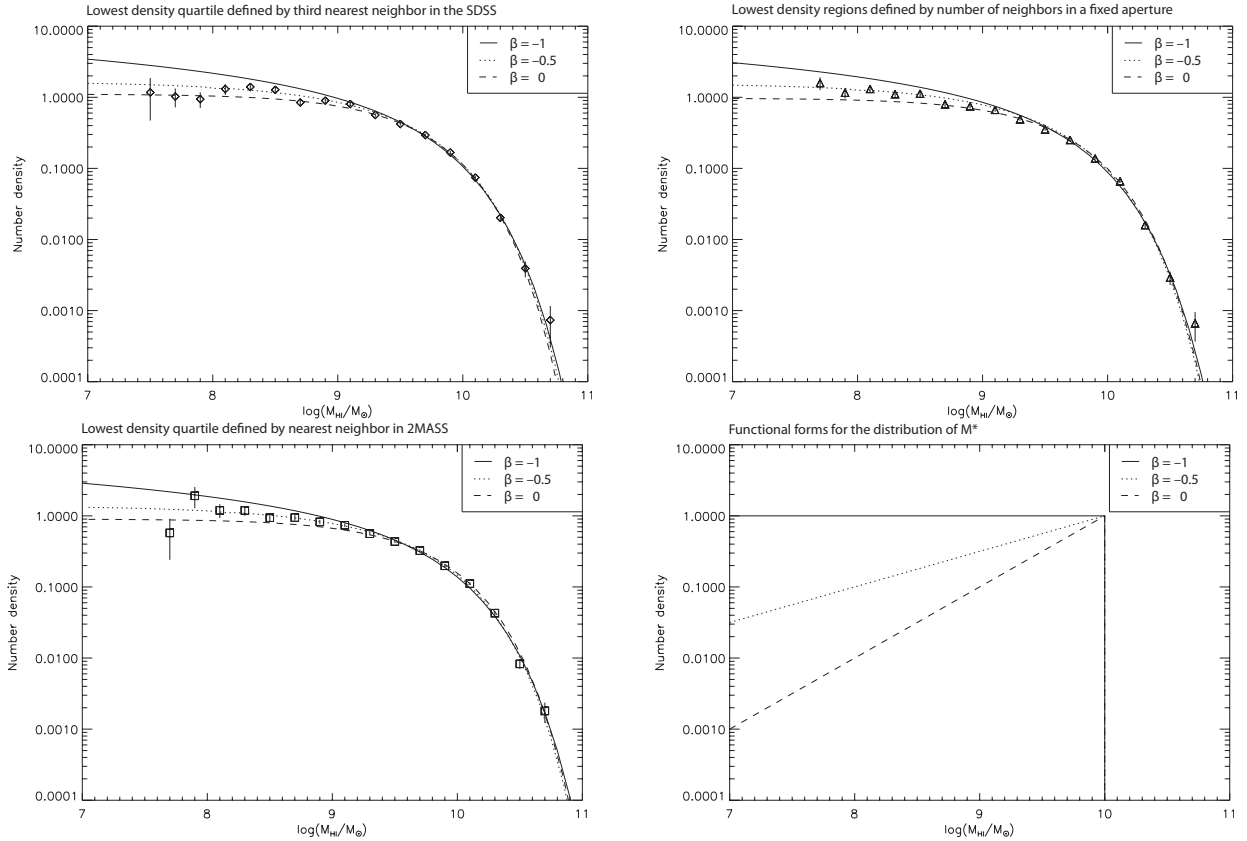 Lowest density quartile defined by third nearest neighbor in the SDSS
10.0000
1.0000
0.1000
0.0100
0.0010
0.0001
Number density
β = −1
β = −0.5
β = 0
7 8 9 10 11
log(M_HI/M_⊙)
Lowest density regions defined by number of neighbors in a fixed aperture
10.0000
1.0000
0.1000
0.0100
0.0010
0.0001
Number density
β = −1
β = −0.5
β = 0
7 8 9 10 11
log(M_HI/M_⊙)
Lowest density quartile defined by nearest neighbor in 2MASS
10.0000
1.0000
0.1000
0.0100
0.0010
0.0001
Number density
β = −1
β = −0.5
β = 0
7 8 9 10 11
log(M_HI/M_⊙)
Functional forms for the distribution of M*
10.0000
1.0000
0.1000
0.0100
0.0010
0.0001
Number density
β = −1
β = −0.5
β = 0
7 8 9 10 11
log(M_HI/M_⊙)